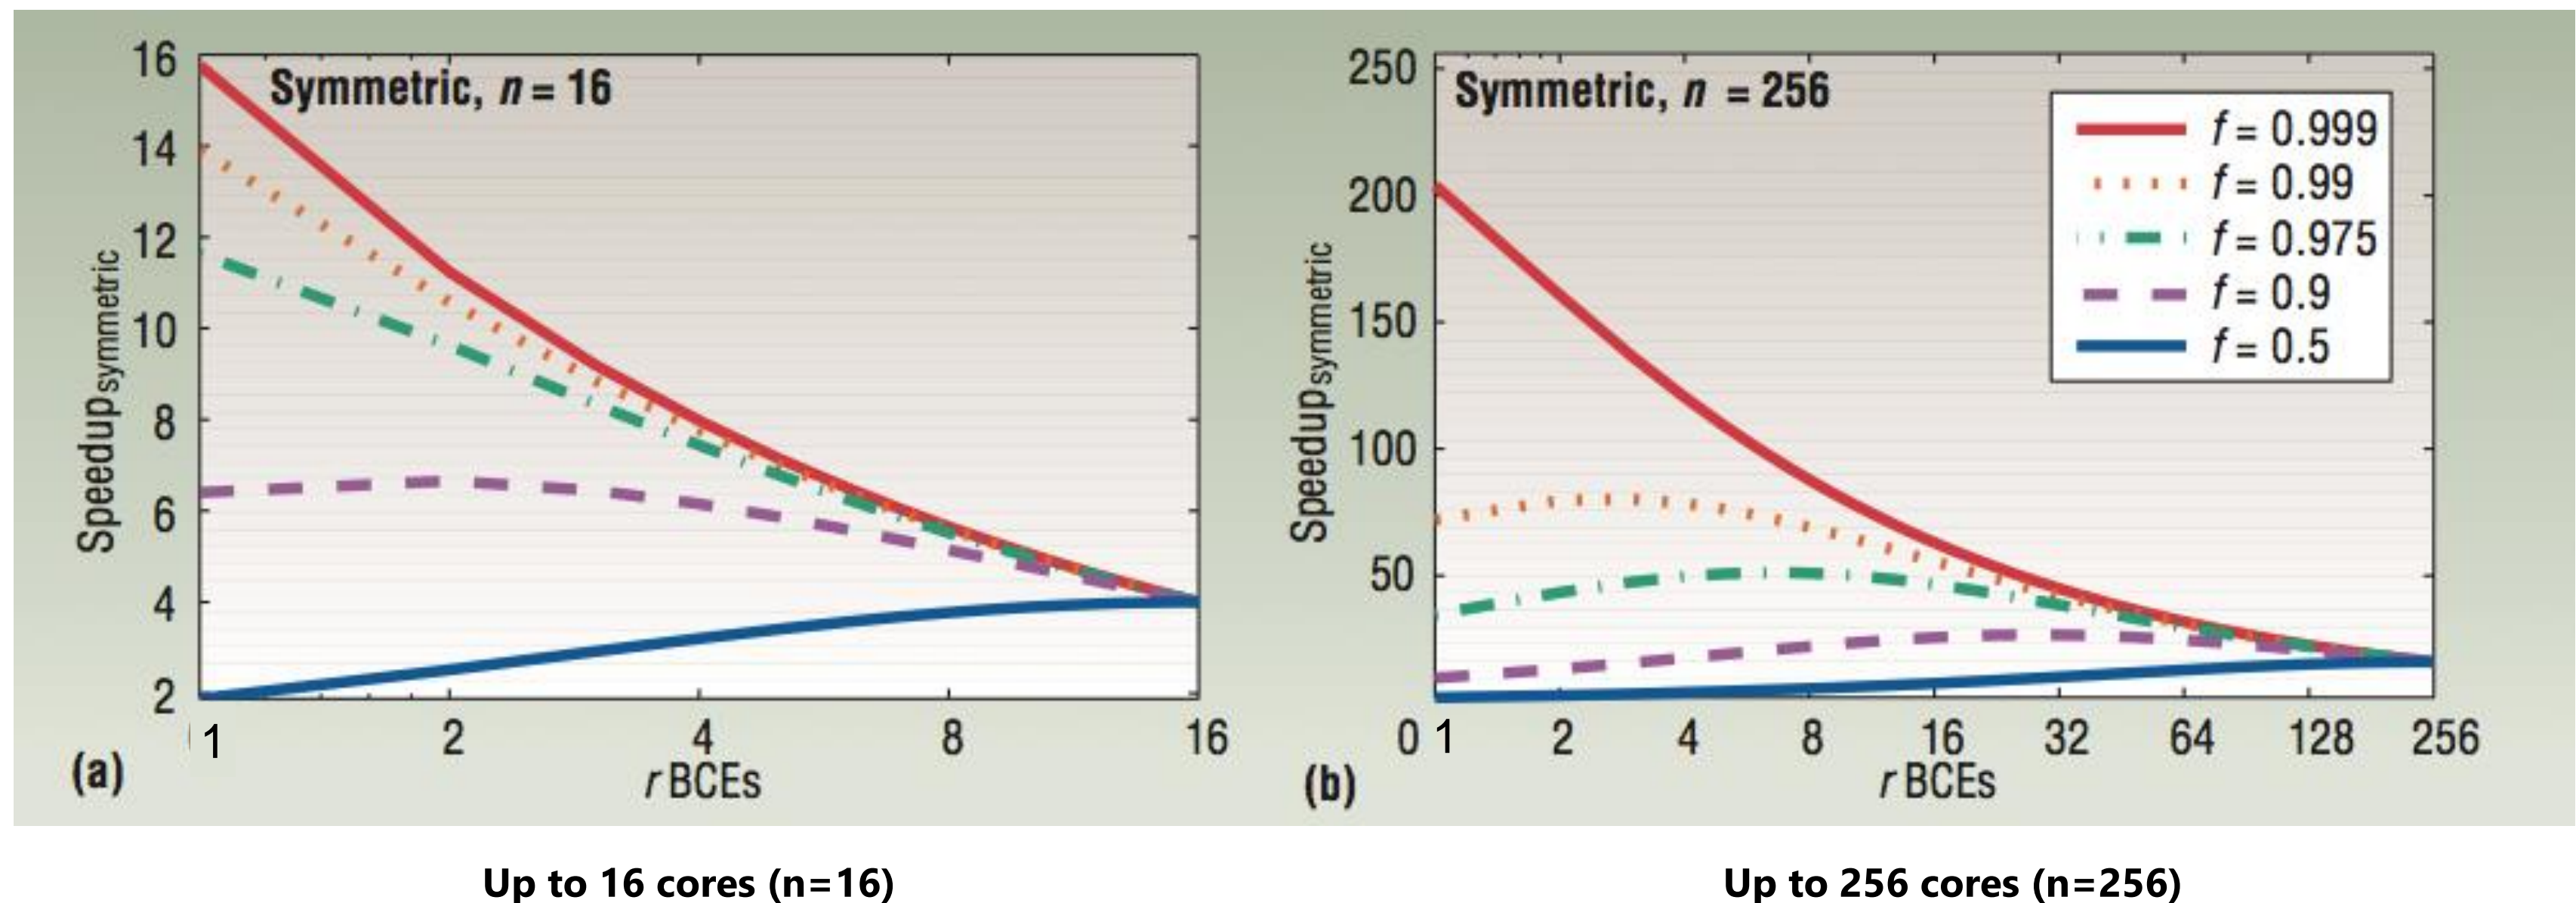 Symmetric, n = 16
16
14
12
10
8
6
4
2
Speedup symmetric
1 2 4 8 16
r BCEs
(a)
Symmetric, n = 256
250
200
150
100
50
0
Speedup symmetric
f = 0.999
f = 0.99
f = 0.975
f = 0.9
f = 0.5
1 2 4 8 16 32 64 128 256
r BCEs
(b)
Up to 16 cores (n=16)
Up to 256 cores (n=256)